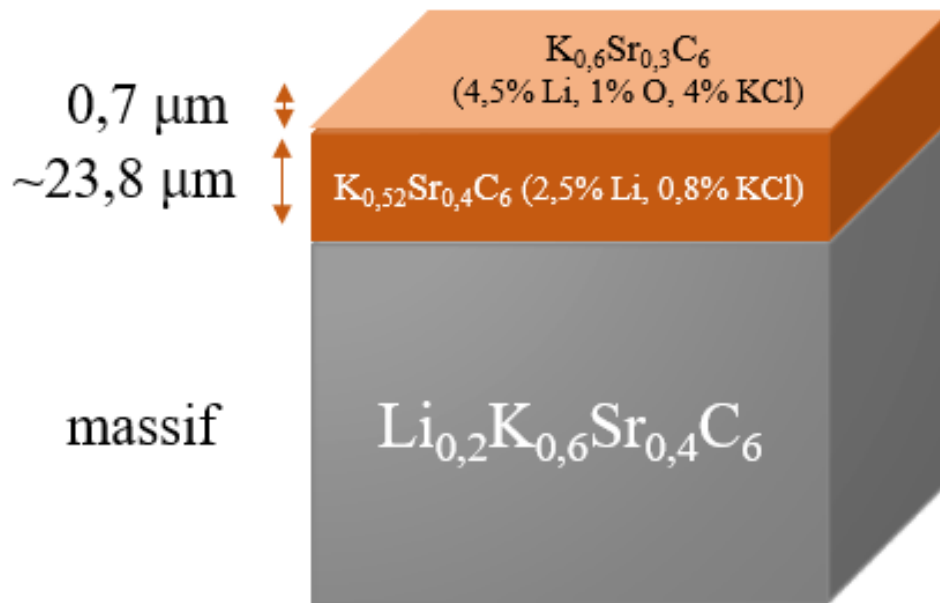 K₀,₆Sr₀,₃C₆
(4,5% Li, 1% O, 4% KCl)
0,7 μm
~23,8 μm
K₀,₅₂Sr₀,₄C₆ (2,5% Li, 0,8% KCl)
massif
Li₀,₂K₀,₆Sr₀,₄C₆